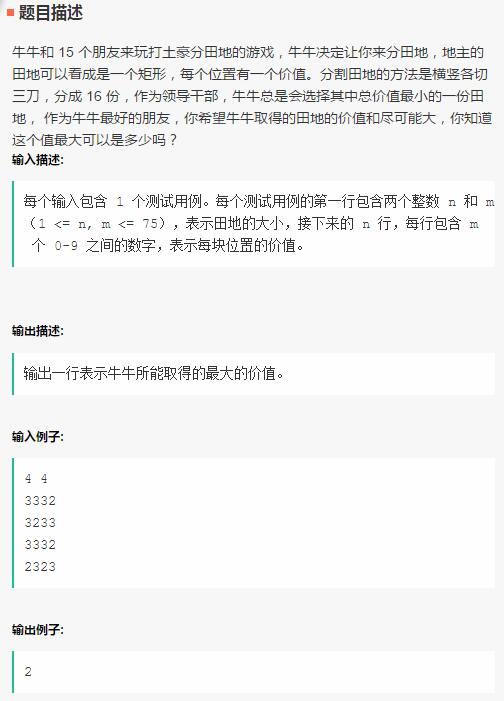 题目描述
牛牛和 15 个朋友来玩打土豪分田地的游戏，牛牛决定让你来分田地，地主的
田地可以看成是一个矩形，每个位置有一个价值。分割田地的方法是横竖各切
三刀，分成 16 份，作为领导干部，牛牛总是会选择其中总价值最小的一份田
地， 作为牛牛最好的朋友，你希望牛牛取得的田地的价值和尽可能大，你知道
这个值最大可以是多少吗？
输入描述:
每个输入包含 1 个测试用例。每个测试用例的第一行包含两个整数 n 和 m
（1 <= n, m <= 75），表示田地的大小，接下来的 n 行，每行包含 m
个 0-9 之间的数字，表示每块位置的价值。
输出描述:
输出一行表示牛牛所能取得的最大的价值。
输入例子:
4 4
3332
3233
3332
2323
输出例子:
2